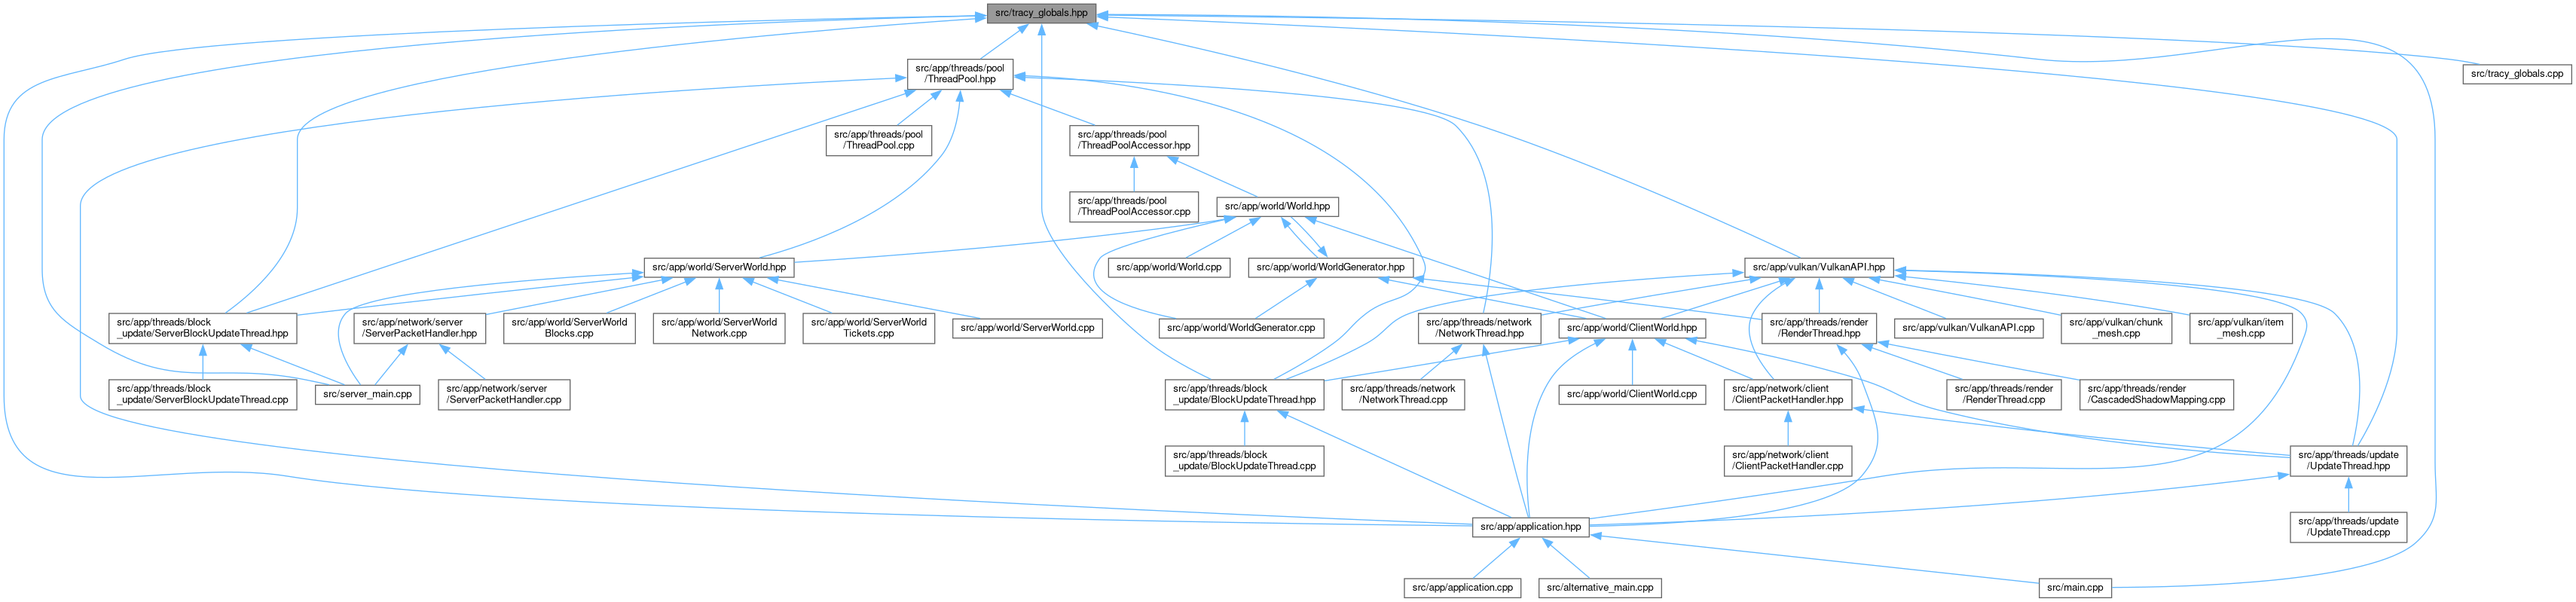 src/tracy_globals.hpp
src/app/threads/pool
/ThreadPool.hpp
src/tracy_globals.cpp
src/app/threads/pool
/ThreadPool.cpp
src/app/threads/pool
/ThreadPoolAccessor.hpp
src/app/threads/pool
/ThreadPoolAccessor.cpp
src/app/world/World.hpp
src/app/world/ServerWorld.hpp
src/app/world/World.cpp
src/app/world/WorldGenerator.hpp
src/app/vulkan/VulkanAPI.hpp
src/app/threads/block
_update/ServerBlockUpdateThread.hpp
src/app/network/server
/ServerPacketHandler.hpp
src/app/world/ServerWorld
Blocks.cpp
src/app/world/ServerWorld
Network.cpp
src/app/world/ServerWorld
Tickets.cpp
src/app/world/ServerWorld.cpp
src/app/world/WorldGenerator.cpp
src/app/threads/network
/NetworkThread.hpp
src/app/world/ClientWorld.hpp
src/app/threads/render
/RenderThread.hpp
src/app/vulkan/VulkanAPI.cpp
src/app/vulkan/chunk
_mesh.cpp
src/app/vulkan/item
_mesh.cpp
src/app/threads/block
_update/ServerBlockUpdateThread.cpp
src/server_main.cpp
src/app/network/server
/ServerPacketHandler.cpp
src/app/threads/block
_update/BlockUpdateThread.hpp
src/app/threads/network
/NetworkThread.cpp
src/app/world/ClientWorld.cpp
src/app/network/client
/ClientPacketHandler.hpp
src/app/threads/render
/RenderThread.cpp
src/app/threads/render
/CascadedShadowMapping.cpp
src/app/threads/block
_update/BlockUpdateThread.cpp
src/app/network/client
/ClientPacketHandler.cpp
src/app/threads/update
/UpdateThread.hpp
src/app/application.hpp
src/app/threads/update
/UpdateThread.cpp
src/app/application.cpp
src/alternative_main.cpp
src/main.cpp